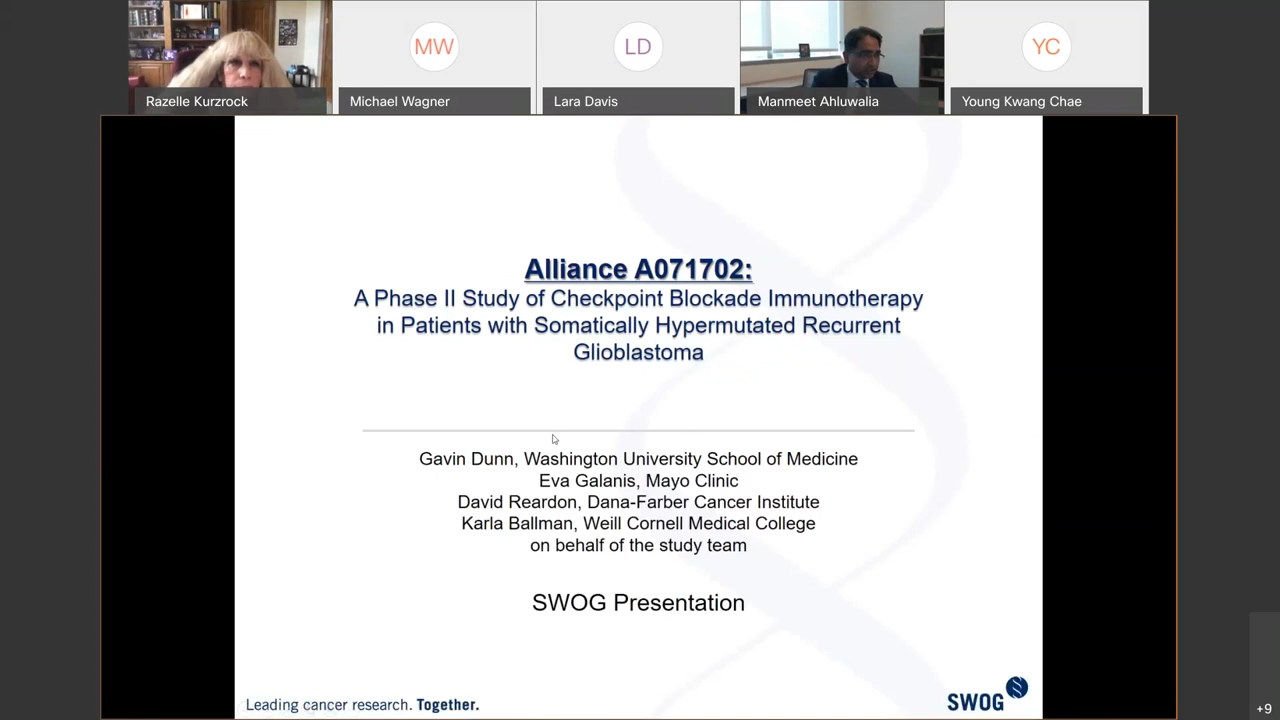 MW
LD
YC
Razelle Kurzrock
Michael Wagner
Lara Davis
Manmeet Ahluwalia
Young Kwang Chae
Alliance A071702:
A Phase II Study of Checkpoint Blockade Immunotherapy
in Patients with Somatically Hypermutated Recurrent
Glioblastoma
Gavin Dunn, Washington University School of Medicine
Eva Galanis, Mayo Clinic
David Reardon, Dana-Farber Cancer Institute
Karla Ballman, Weill Cornell Medical College
on behalf of the study team
SWOG Presentation
Leading cancer research. Together.
SWOG
+9